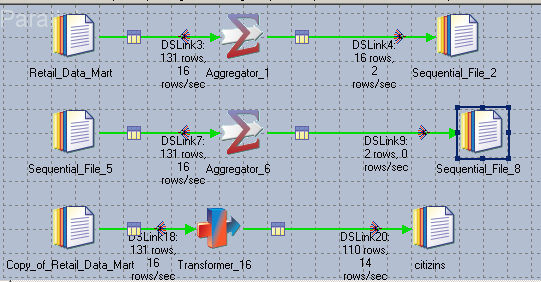 Para
DSLink3:
131 rows,
16
rows/sec
DSLink4:
16 rows,
2
rows/sec
Retail_Data_Mart
Aggregator_1
Sequential_File_2
DSLink7:
131 rows,
16
rows/sec
DSLink9:
2 rows, 0
rows/sec
Sequential_File_5
Aggregator_6
Sequential_File_8
DSLink18:
131 rows,
16
rows/sec
DSLink20:
110 rows,
14
rows/sec
Copy_of_Retail_Data_Mart
Transformer_16
citizins